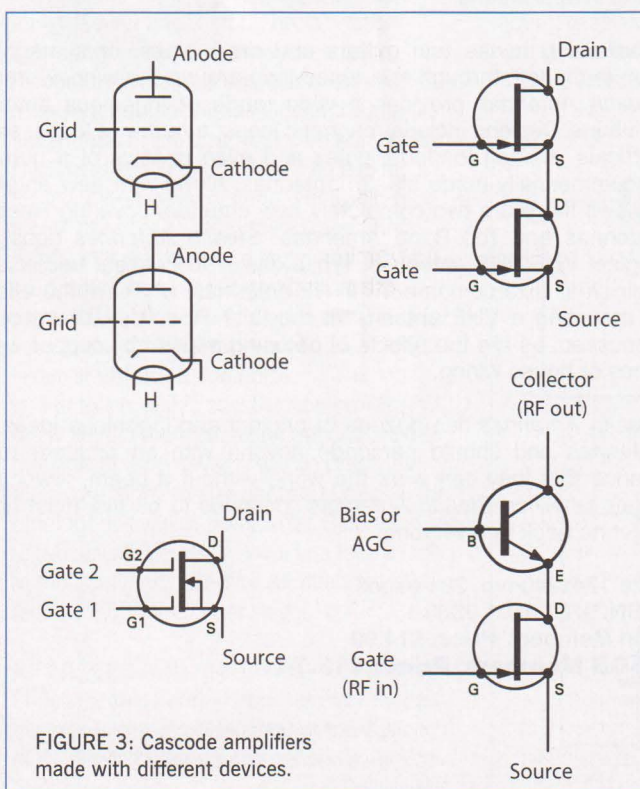 Anode
Grid
Cathode
H
Anode
Grid
Cathode
H
Drain
D
Gate
G
S
D
Gate
G
S
Source
Collector
(RF out)
C
Bias or
AGC
B
E
D
Gate
(RF in)
G
S
Source
Drain
G2
D
Gate 2
Gate 1
G1
S
Source
FIGURE 3: Cascode amplifiers
made with different devices.